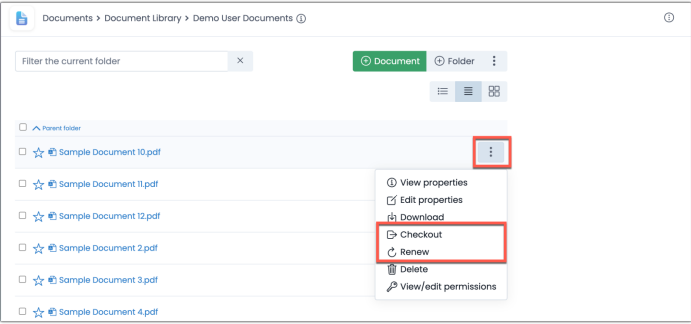 Documents > Document Library > Demo User Documents
Filter the current folder
Document
Folder
Parent folder
Sample Document 10.pdf
Sample Document 11.pdf
Sample Document 12.pdf
Sample Document 2.pdf
Sample Document 3.pdf
Sample Document 4.pdf
View properties
Edit properties
Download
Checkout
Renew
Delete
View/edit permissions